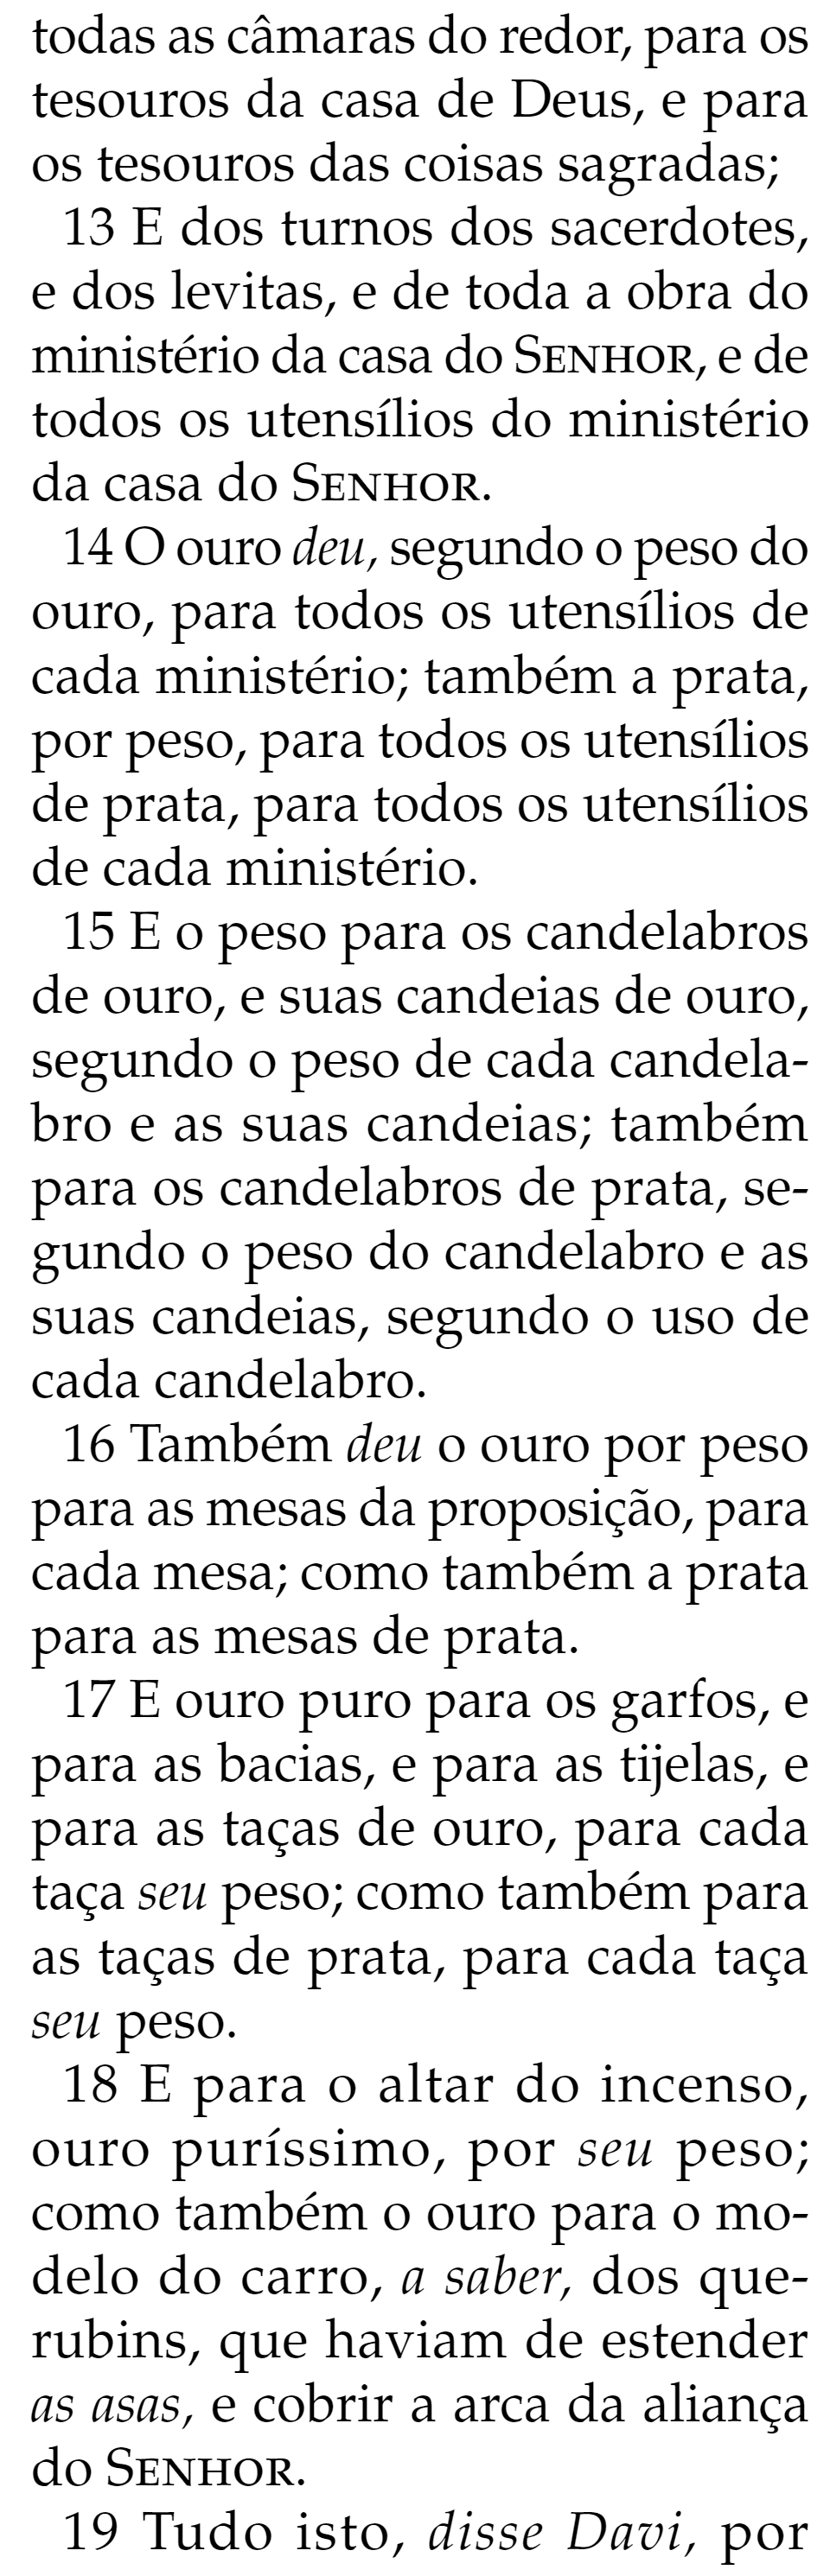 todas as câmaras do redor, para os
tesouros da casa de Deus, e para
os tesouros das coisas sagradas;
13 E dos turnos dos sacerdotes,
e dos levitas, e de toda a obra do
ministério da casa do SENHOR, e de
todos os utensílios do ministério
da casa do SENHOR.
14 O ouro deu, segundo o peso do
ouro, para todos os utensílios de
cada ministério; também a prata,
por peso, para todos os utensílios
de prata, para todos os utensílios
de cada ministério.
15 E o peso para os candelabros
de ouro, e suas candeias de ouro,
segundo o peso de cada candela-
bro e as suas candeias; também
para os candelabros de prata, se-
gundo o peso do candelabro e as
suas candeias, segundo o uso de
cada candelabro.
16 Também deu o ouro por peso
para as mesas da proposição, para
cada mesa; como também a prata
para as mesas de prata.
17 E ouro puro para os garfos, e
para as bacias, e para as tijelas, e
para as taças de ouro, para cada
taça seu peso; como também para
as taças de prata, para cada taça
seu peso.
18 E para o altar do incenso,
ouro puríssimo, por seu peso;
como também o ouro para o mo-
delo do carro, a saber, dos que-
rubins, que haviam de estender
as asas, e cobrir a arca da aliança
do SENHOR.
19 Tudo isto, disse Davi, por